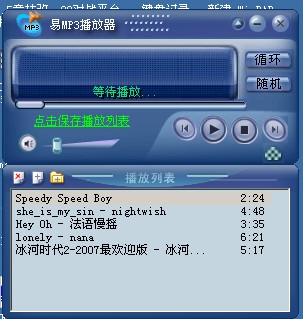 MP3
易MP3播放器
循环
随机
等待播放...
点击保存播放列表
播放列表
Speedy Speed Boy 2:24
she_is_my_sin - nightwish 4:48
Hey Oh - 法语慢摇 3:35
lonely - nana 6:21
冰河时代2-2007最欢迎版 - 冰河... 5:17